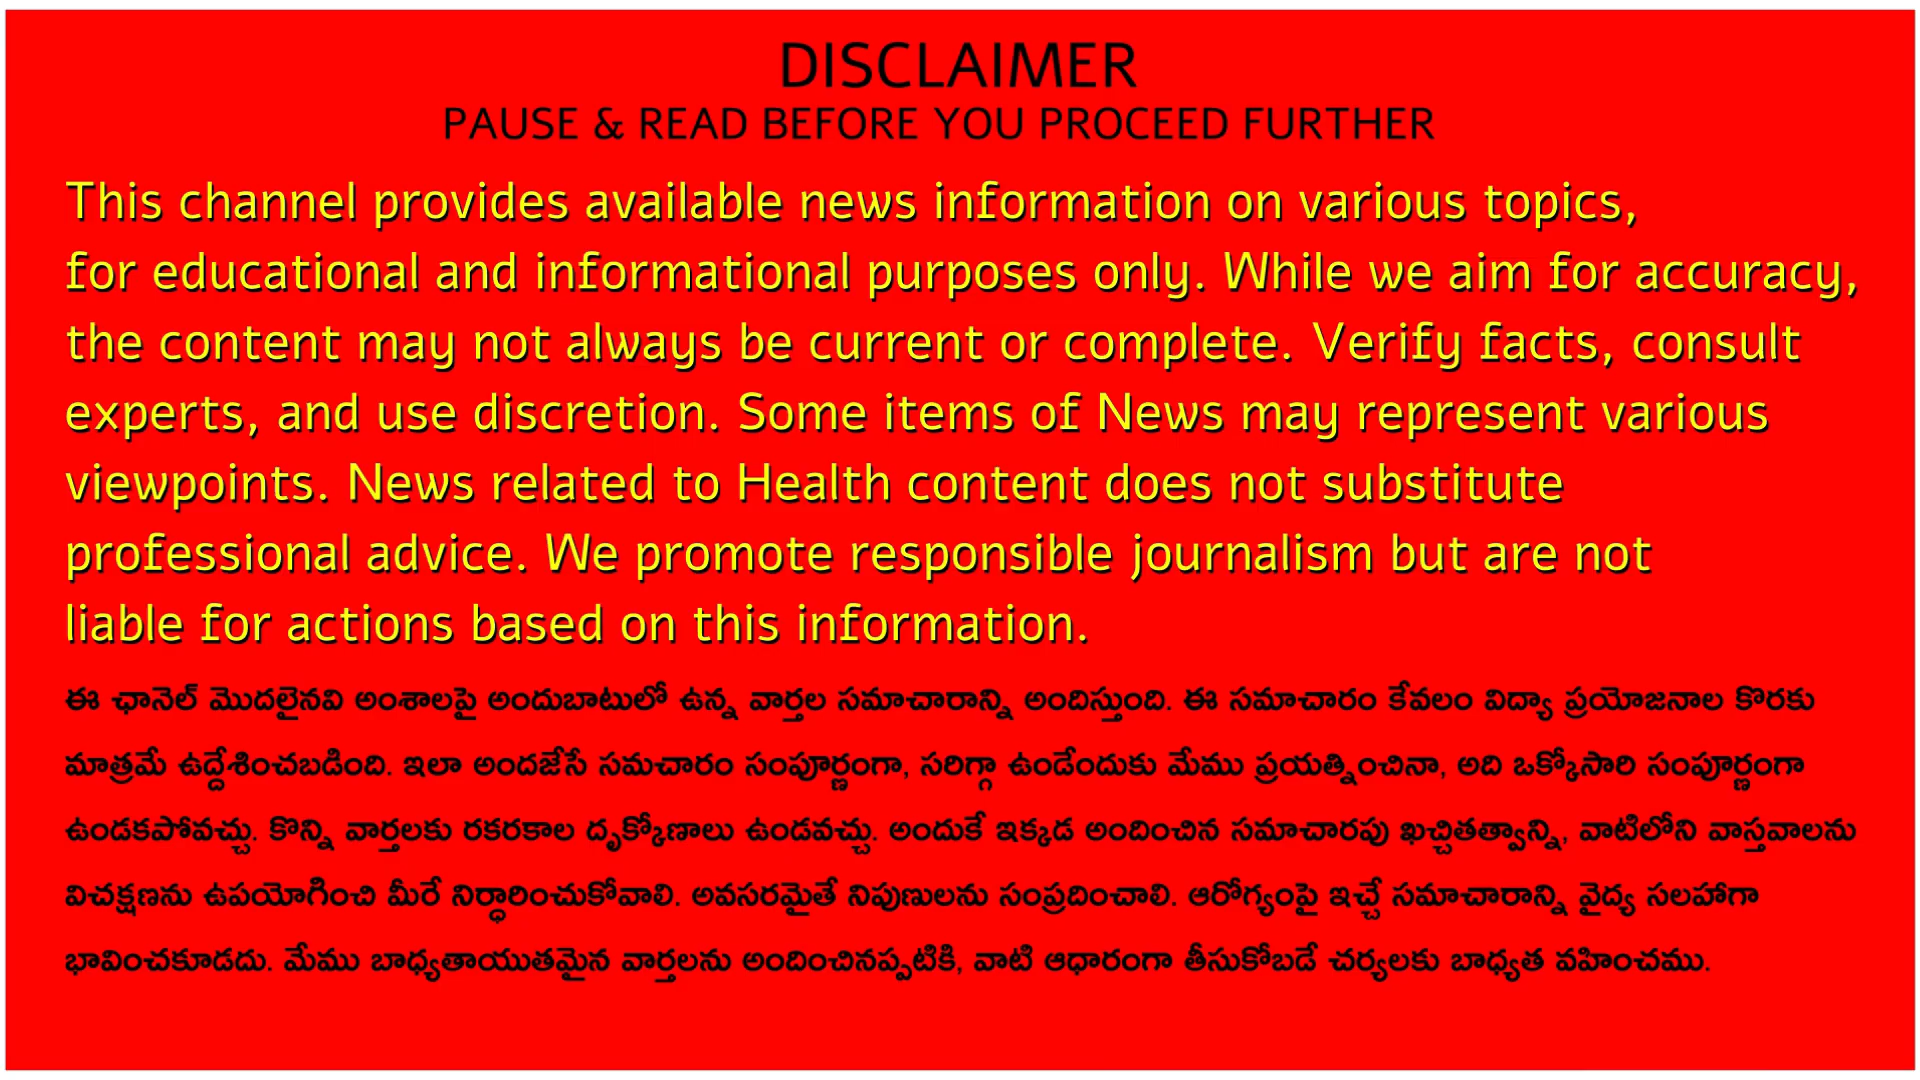 DISCLAIMER
PAUSE & READ BEFORE YOU PROCEED FURTHER
This channel provides available news information on various topics,
for educational and informational purposes only. While we aim for accuracy,
the content may not always be current or complete. Verify facts, consult
experts, and use discretion. Some items of News may represent various
viewpoints. News related to Health content does not substitute
professional advice. We promote responsible journalism but are not
liable for actions based on this information.
ఈ ఛానెల్ మొదలైనవి అంశాలపై అందుబాటులో ఉన్న వార్తల సమాచారాన్ని అందిస్తుంది. ఈ సమాచారం కేవలం విద్యా ప్రయోజనాల కొరకు
మాత్రమే ఉద్దేశించబడింది. ఇలా అందజేసే సమచారం సంపూర్ణంగా, సరిగ్గా ఉండేందుకు మేము ప్రయత్నించినా, అది ఒక్కోసారి సంపూర్ణంగా
ఉండకపోవచ్చు. కొన్ని వార్తలకు రకరకాల దృక్కోణాలు ఉండవచ్చు. అందుకే ఇక్కడ అందించిన సమాచారపు ఖచ్చితత్వాన్ని, వాటిలోని వాస్తవాలను
విచక్షణను ఉపయోగించి మీరే నిర్ధారించుకోవాలి. అవసరమైతే నిపుణులను సంప్రదించాలి. ఆరోగ్యంపై ఇచ్చే సమాచారాన్ని వైద్య సలహాగా
భావించకూడదు. మేము బాధ్యతాయుతమైన వార్తలను అందించినప్పటికి, వాటి ఆధారంగా తీసుకోబడే చర్యలకు బాధ్యత వహించము.